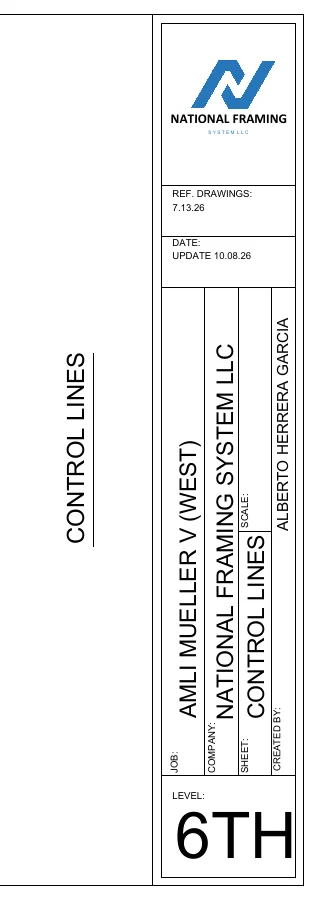 NATIONAL FRAMING
SYSTEM LLC
REF. DRAWINGS:
7.13.26
DATE:
UPDATE 10.08.26
CONTROL LINES
JOB:
AMLI MUELLER V (WEST)
COMPANY:
NATIONAL FRAMING SYSTEM LLC
SHEET:
CONTROL LINES
SCALE:
CREATED BY:
ALBERTO HERRERA GARCIA
LEVEL:
6TH